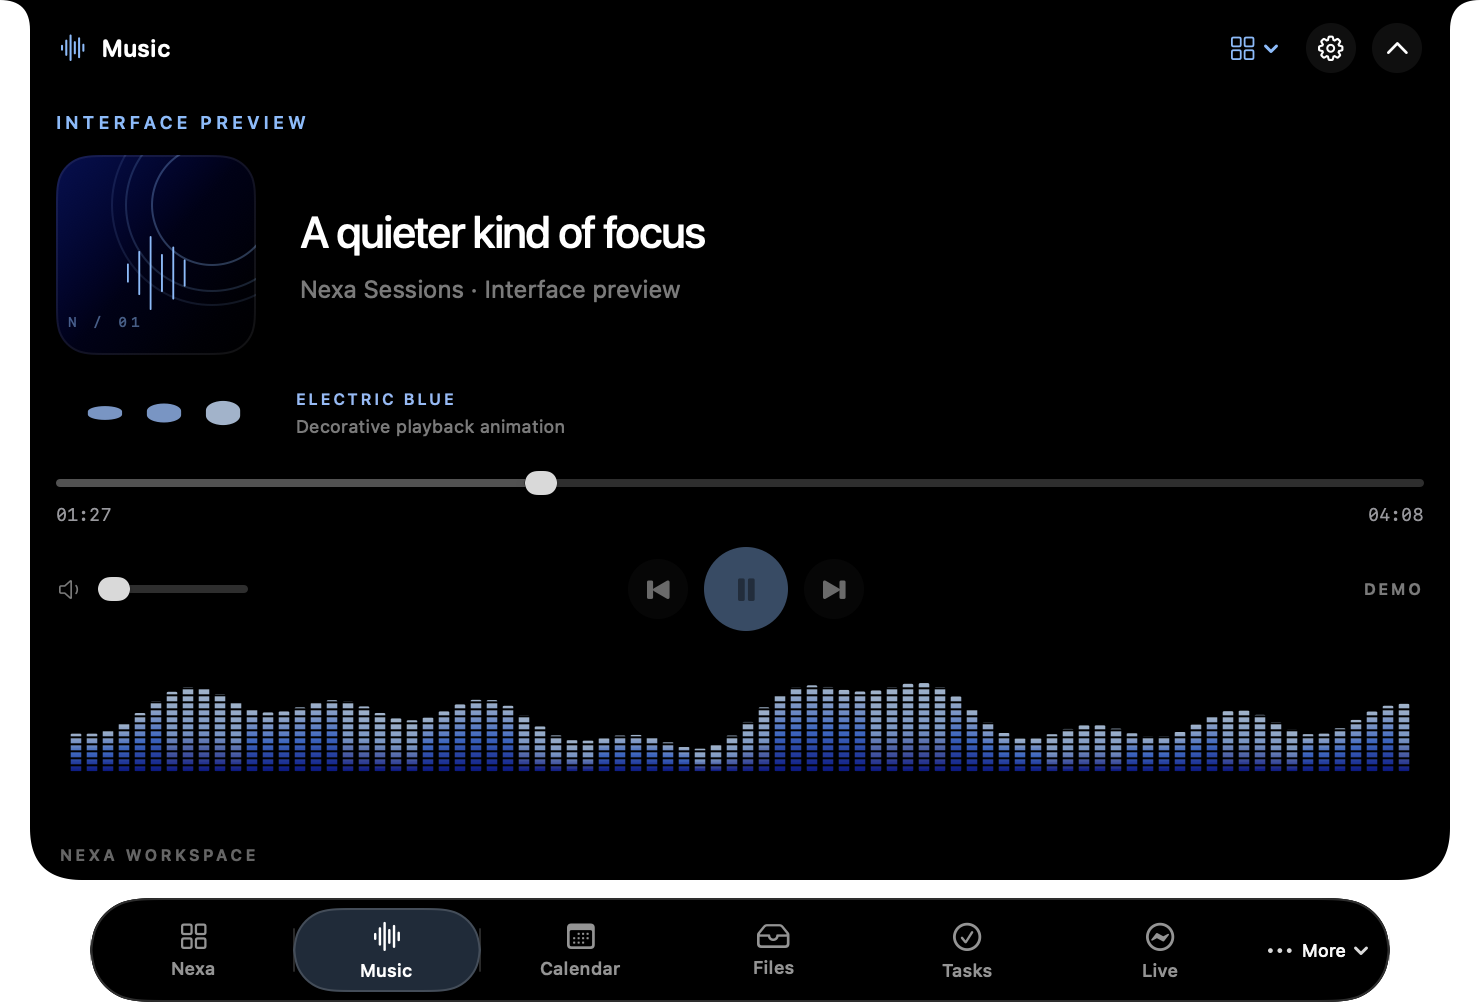 Music
INTERFACE PREVIEW
N / 01
A quieter kind of focus
Nexa Sessions · Interface preview
ELECTRIC BLUE
Decorative playback animation
01:27
04:08
DEMO
NEXA WORKSPACE
Nexa
Music
Calendar
Files
Tasks
Live
More